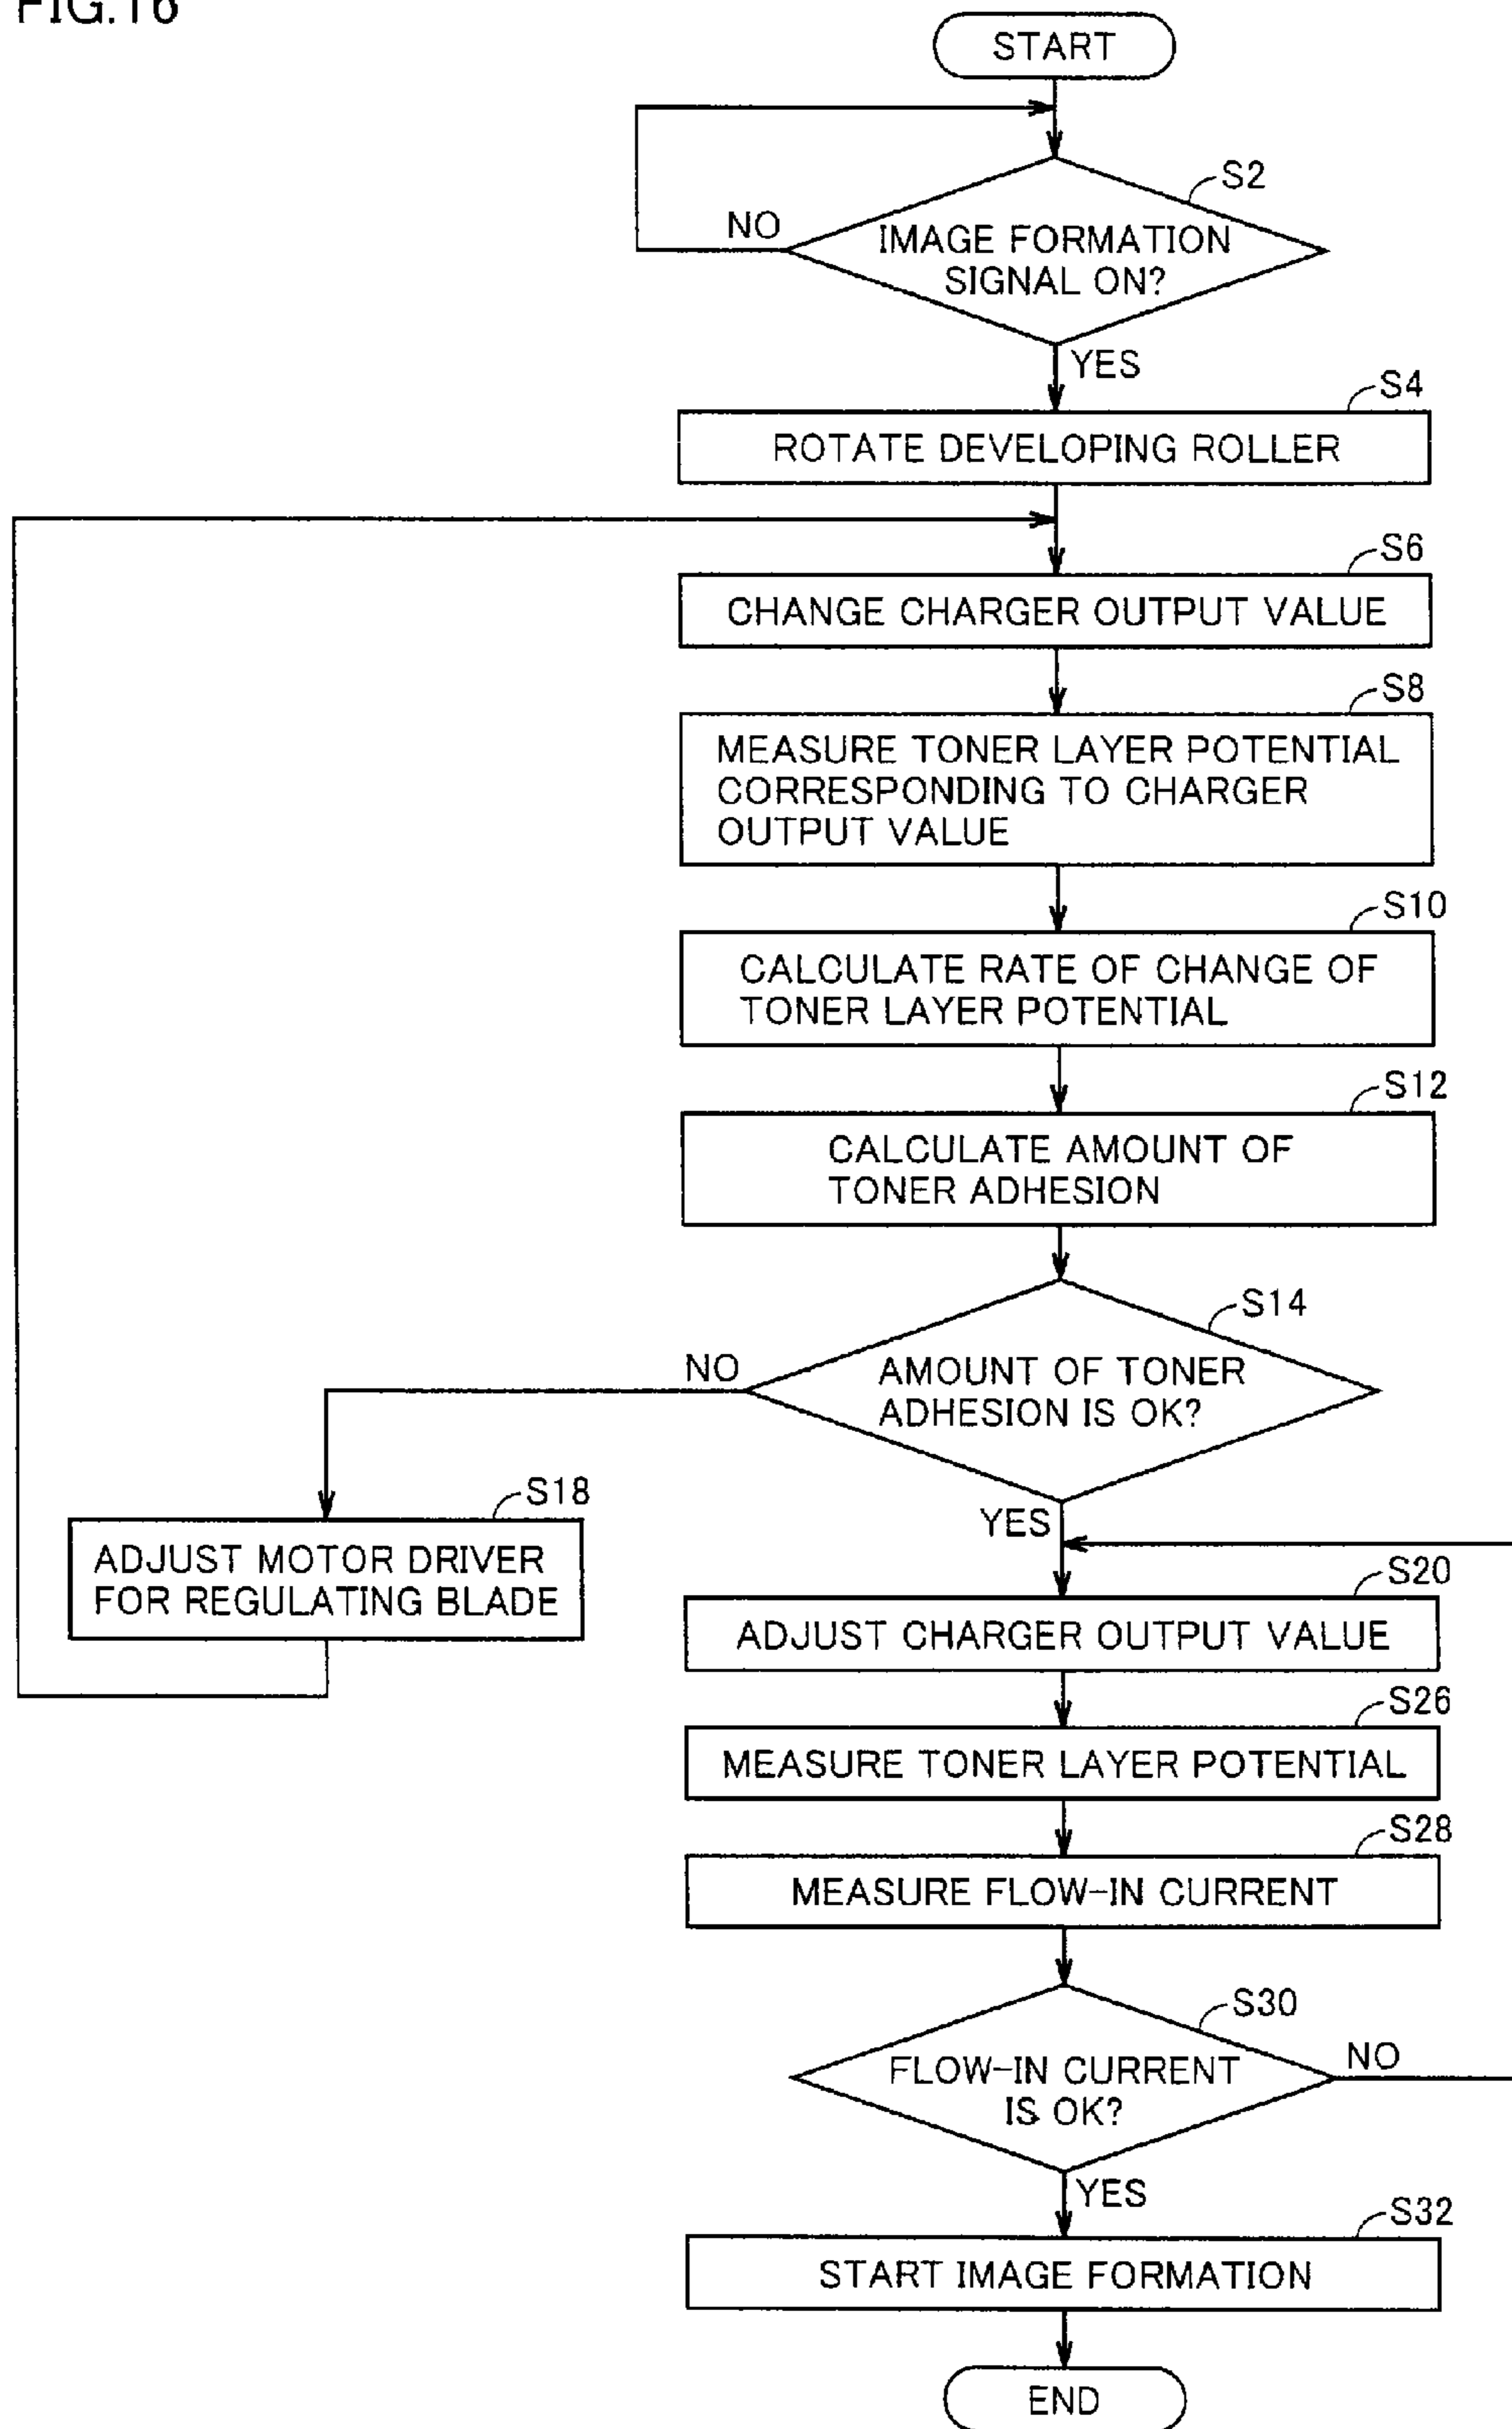 FIG.16
START
S2
NO
IMAGE FORMATION
SIGNAL ON?
YES
S4
ROTATE DEVELOPING ROLLER
S6
CHANGE CHARGER OUTPUT VALUE
S8
MEASURE TONER LAYER POTENTIAL
CORRESPONDING TO CHARGER
OUTPUT VALUE
S10
CALCULATE RATE OF CHANGE OF
TONER LAYER POTENTIAL
S12
CALCULATE AMOUNT OF
TONER ADHESION
S14
NO
AMOUNT OF TONER
ADHESION IS OK?
S18
YES
ADJUST MOTOR DRIVER
FOR REGULATING BLADE
S20
ADJUST CHARGER OUTPUT VALUE
S26
MEASURE TONER LAYER POTENTIAL
S28
MEASURE FLOW-IN CURRENT
S30
FLOW-IN CURRENT
IS OK?
NO
YES
S32
START IMAGE FORMATION
END